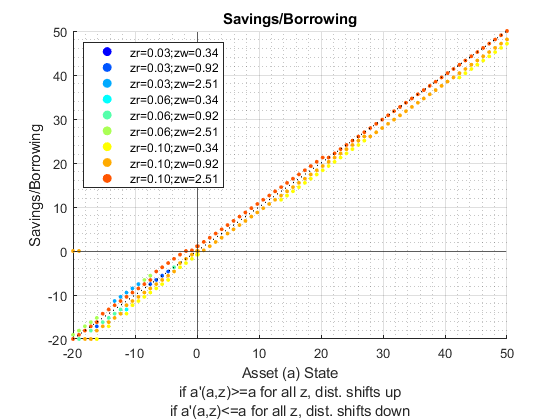 Savings/Borrowing
50
40
30
20
10
0
-10
-20
Savings/Borrowing
zr=0.03;zw=0.34
zr=0.03;zw=0.92
zr=0.03;zw=2.51
zr=0.06;zw=0.34
zr=0.06;zw=0.92
zr=0.06;zw=2.51
zr=0.10;zw=0.34
zr=0.10;zw=0.92
zr=0.10;zw=2.51
-20 -10 0 10 20 30 40 50
Asset (a) State
if a'(a,z)>=a for all z, dist. shifts up
if a'(a,z)<=a for all z, dist. shifts down